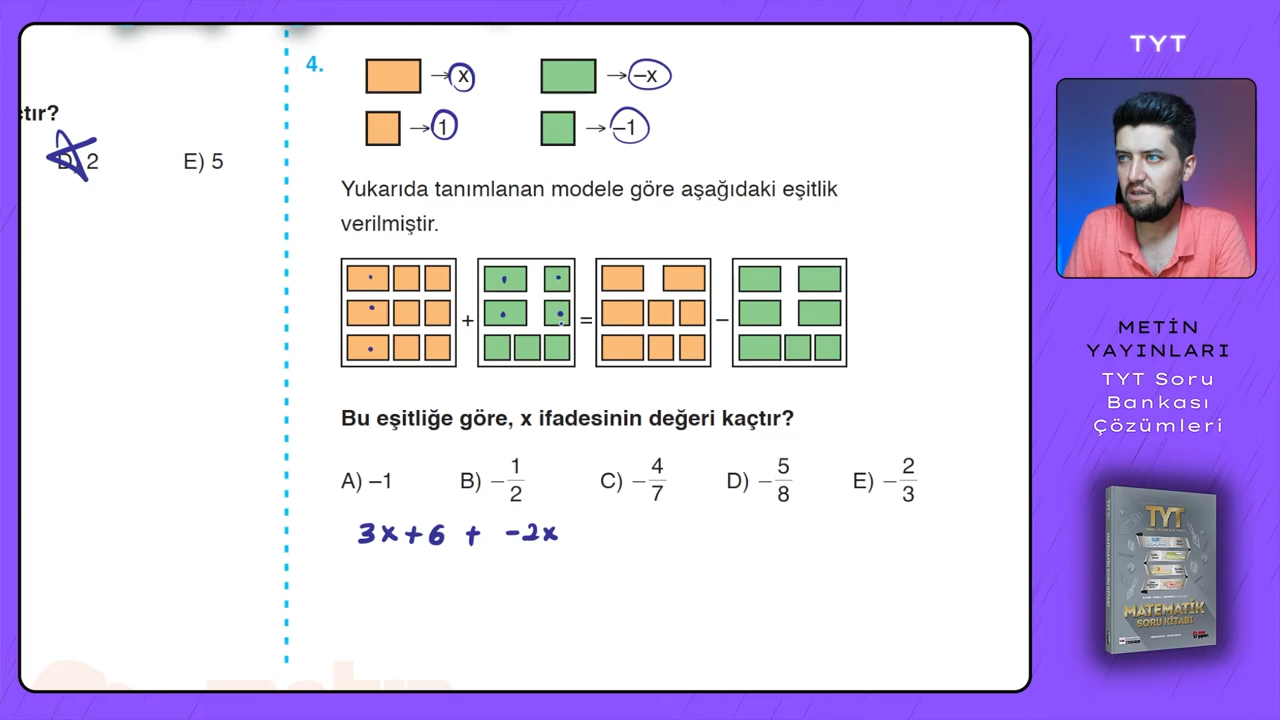 TYT
4.
→ x
→ –x
→ 1
→ –1
çtır?
D) 2 E) 5
Yukarıda tanımlanan modele göre aşağıdaki eşitlik
verilmiştir.
+ = –
Bu eşitliğe göre, x ifadesinin değeri kaçtır?
A) –1 B) –1/2 C) –4/7 D) –5/8 E) –2/3
3x+6 + -2x
METİN
YAYINLARI
TYT Soru
Bankası
Çözümleri
TYT
MATEMATİK
SORU KİTABI